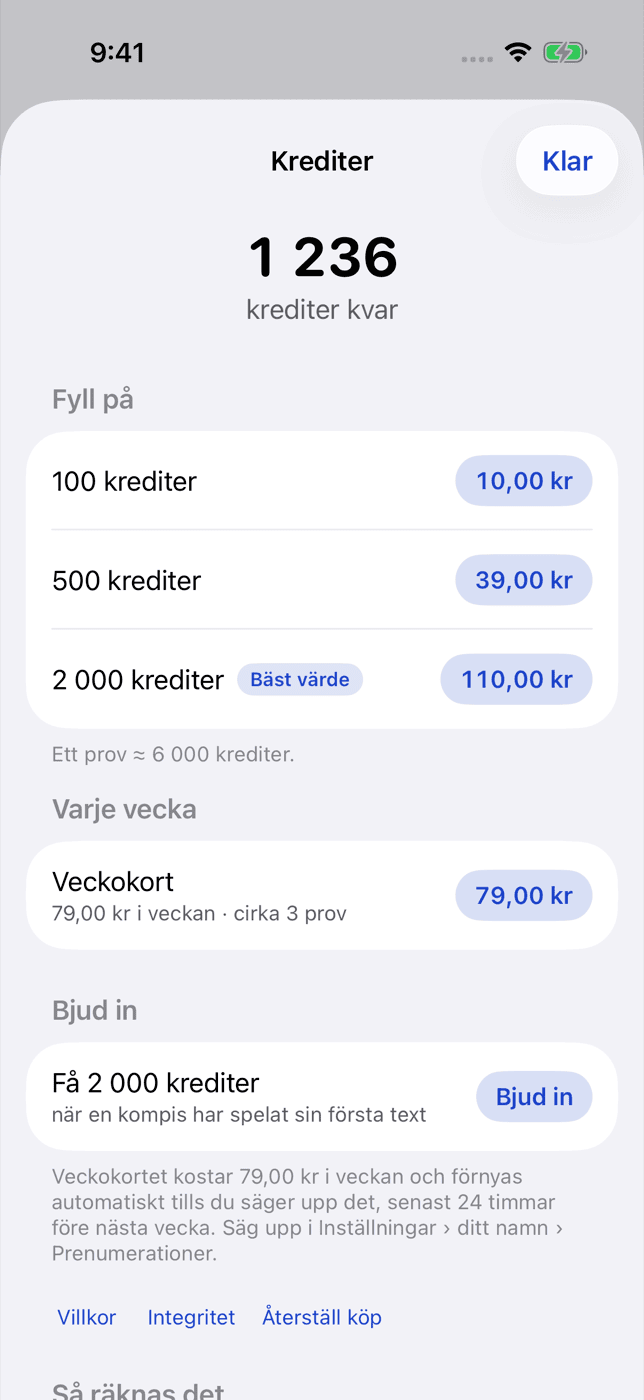 9:41
Krediter
Klar
1 236
krediter kvar
Fyll på
100 krediter
10,00 kr
500 krediter
39,00 kr
2 000 krediter
Bäst värde
110,00 kr
Ett prov ≈ 6 000 krediter.
Varje vecka
Veckokort
79,00 kr i veckan · cirka 3 prov
79,00 kr
Bjud in
Få 2 000 krediter
när en kompis har spelat sin första text
Bjud in
Veckokortet kostar 79,00 kr i veckan och förnyas
automatiskt tills du säger upp det, senast 24 timmar
före nästa vecka. Säg upp i Inställningar › ditt namn ›
Prenumerationer.
Villkor
Integritet
Återställ köp
Så räknas det